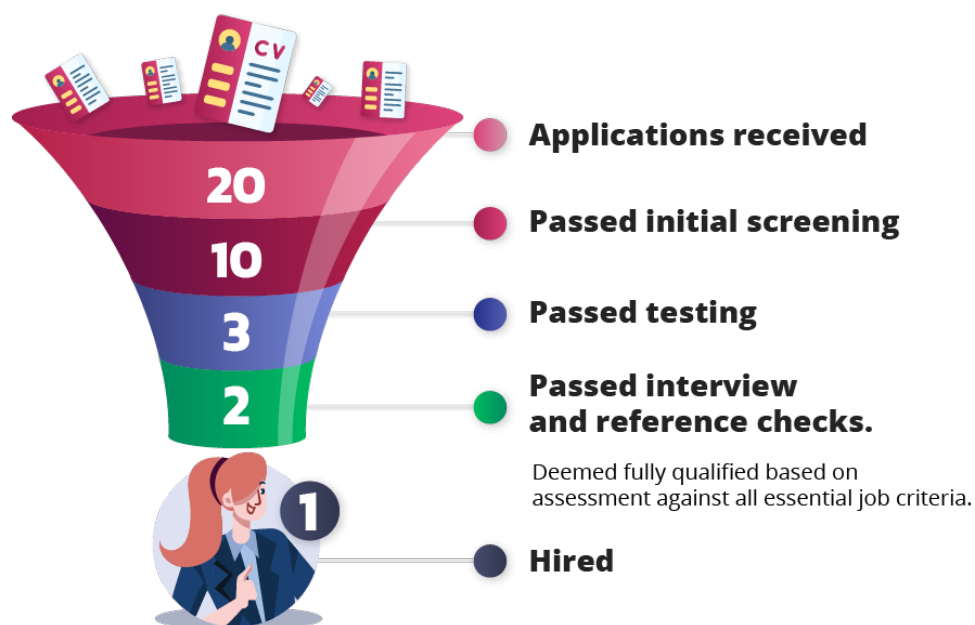 CV
Applications received
20
Passed initial screening
10
Passed testing
3
Passed interview
and reference checks.
2
Deemed fully qualified based on
assessment against all essential job criteria.
1
Hired